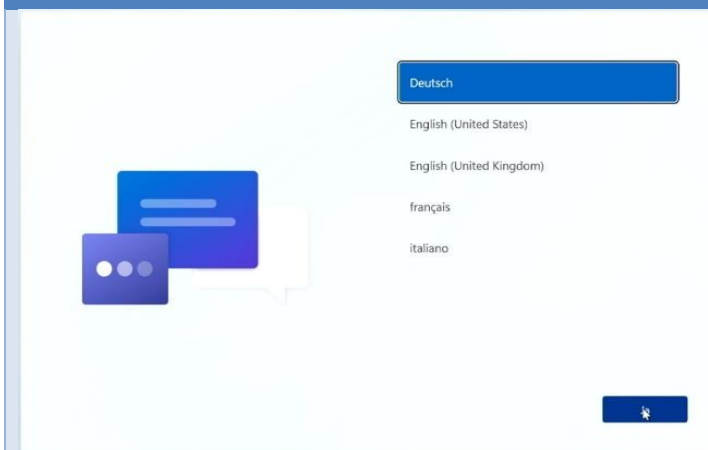 Deutsch
English (United States)
English (United Kingdom)
français
italiano